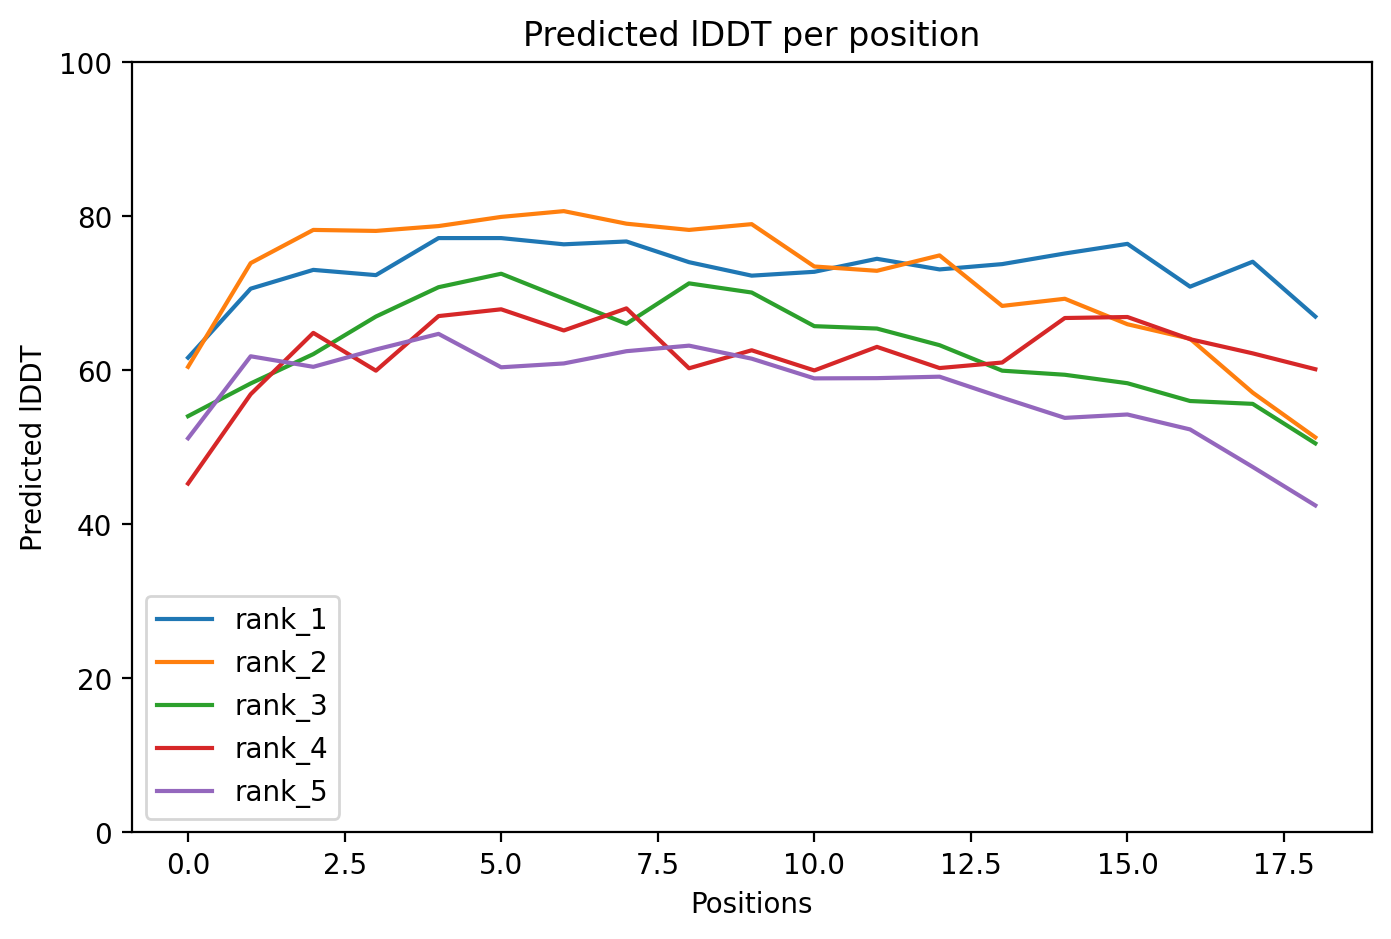 Predicted lDDT per position
100
80
60
40
20
0
Predicted lDDT
rank_1
rank_2
rank_3
rank_4
rank_5
0.0 2.5 5.0 7.5 10.0 12.5 15.0 17.5
Positions